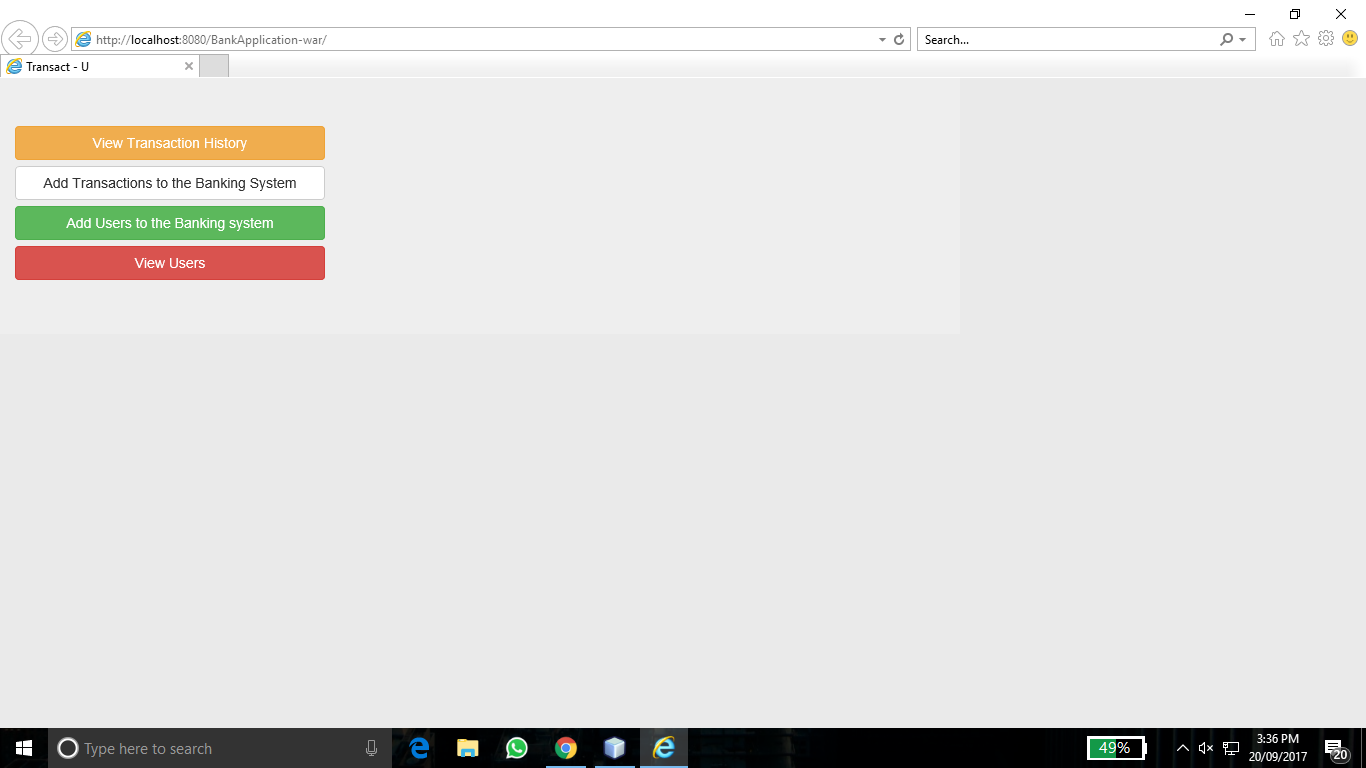 http://localhost:8080/BankApplication-war/
Search...
Transact - U
View Transaction History
Add Transactions to the Banking System
Add Users to the Banking system
View Users
Type here to search
49%
3:36 PM
20/09/2017
20